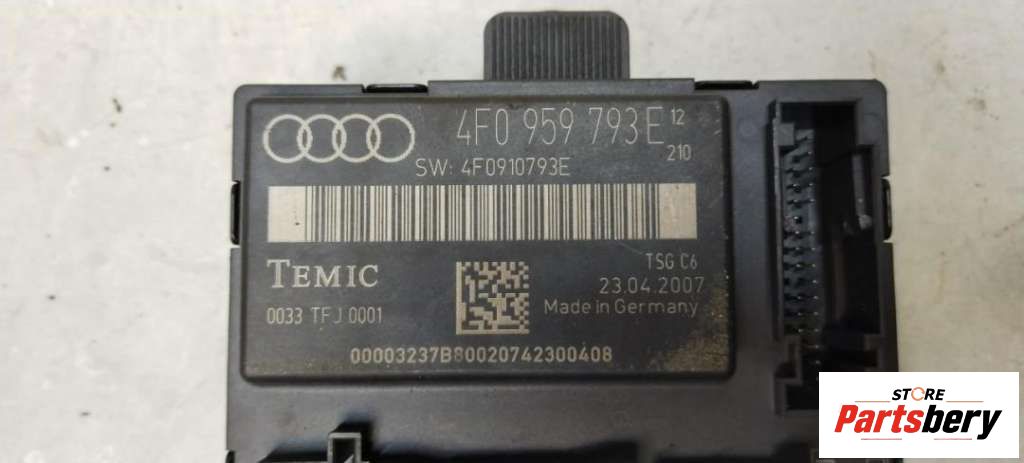 4F0 959 793E 12
210
SW: 4F0910793E
TEMIC
TSG C6
23.04.2007
0033 TFJ 0001
Made in Germany
00003237B80020742300408
STORE
Partsbery